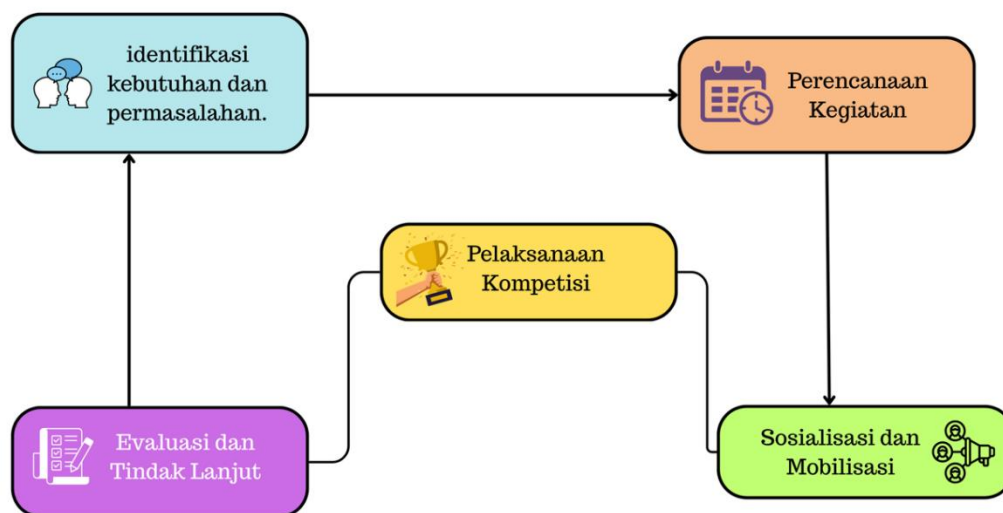 identifikasi
kebutuhan dan
permasalahan.
Perencanaan
Kegiatan
Pelaksanaan
Kompetisi
Evaluasi dan
Tindak Lanjut
Sosialisasi dan
Mobilisasi